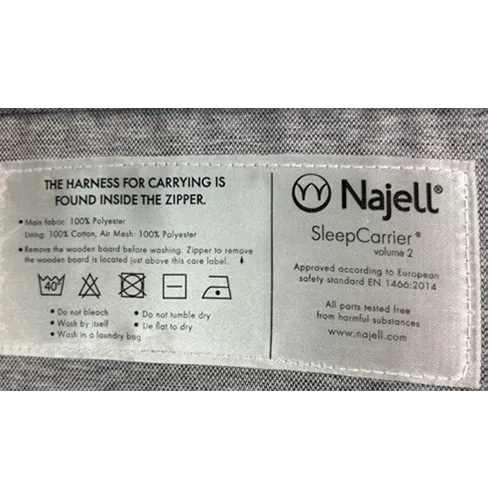 THE HARNESS FOR CARRYING IS
FOUND INSIDE THE ZIPPER.
• Main fabric: 100% Polyester
Lining: 100% Cotton, Air Mesh: 100% Polyester
• Remove the wooden board before washing. Zipper to remove
the wooden board is located just above this care label.
40°
• Do not bleach
• Wash by itself
• Wash in a laundry bag
• Do not tumble dry
• Lie flat to dry
Najell®
SleepCarrier®
volume 2
Approved according to European
safety standard EN 1466:2014
All parts tested free
from harmful substances
www.najell.com